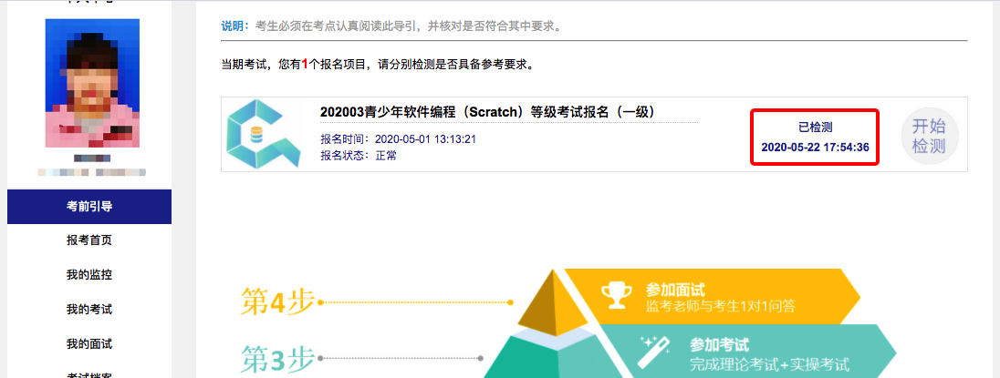 说明：考生必须在考点认真阅读此导引，并核对是否符合其中要求。
当期考试，您有1个报名项目，请分别检测是否具备参考要求。
202003青少年软件编程（Scratch）等级考试报名（一级）
报名时间：2020-05-01 13:13:21
报名状态：正常
已检测
2020-05-22 17:54:36
开始
检测
考前引导
报考首页
我的监控
我的考试
我的面试
第4步
参加面试
监考老师与考生1对1问答
第3步
参加考试
完成理论考试+实操考试